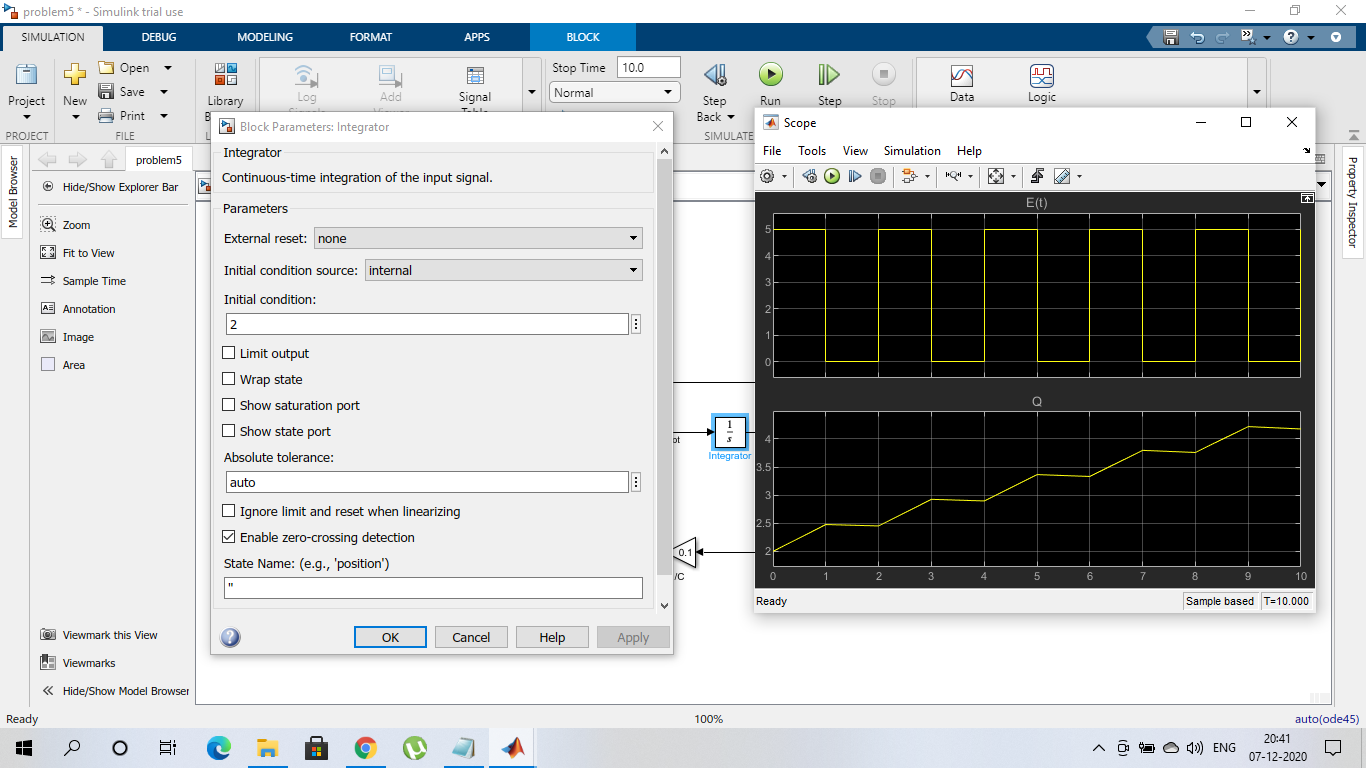 problem5 * - Simulink trial use
SIMULATION DEBUG MODELING FORMAT APPS BLOCK
Project
New
Open
Save
Print
Library
Log
Add
Signal
Table
Stop Time 10.0
Normal
Step
Back
Run
Step
Stop
Data
Logic
PROJECT FILE SIMULATE
Model Browser
problem5
Hide/Show Explorer Bar
Zoom
Fit to View
Sample Time
Annotation
Image
Area
Viewmark this View
Viewmarks
Hide/Show Model Browser
Block Parameters: Integrator
Integrator
Continuous-time integration of the input signal.
Parameters
External reset: none
Initial condition source: internal
Initial condition:
2
Limit output
Wrap state
Show saturation port
Show state port
Absolute tolerance:
auto
Ignore limit and reset when linearizing
Enable zero-crossing detection
State Name: (e.g., 'position')
''
OK Cancel Help Apply
1
s
Integrator
0.1
/C
Scope
File Tools View Simulation Help
E(t)
5
4
3
2
1
0
Q
4
3.5
3
2.5
2
0 1 2 3 4 5 6 7 8 9 10
Ready Sample based T=10.000
Property Inspector
Ready 100% auto(ode45)
ENG
20:41
07-12-2020